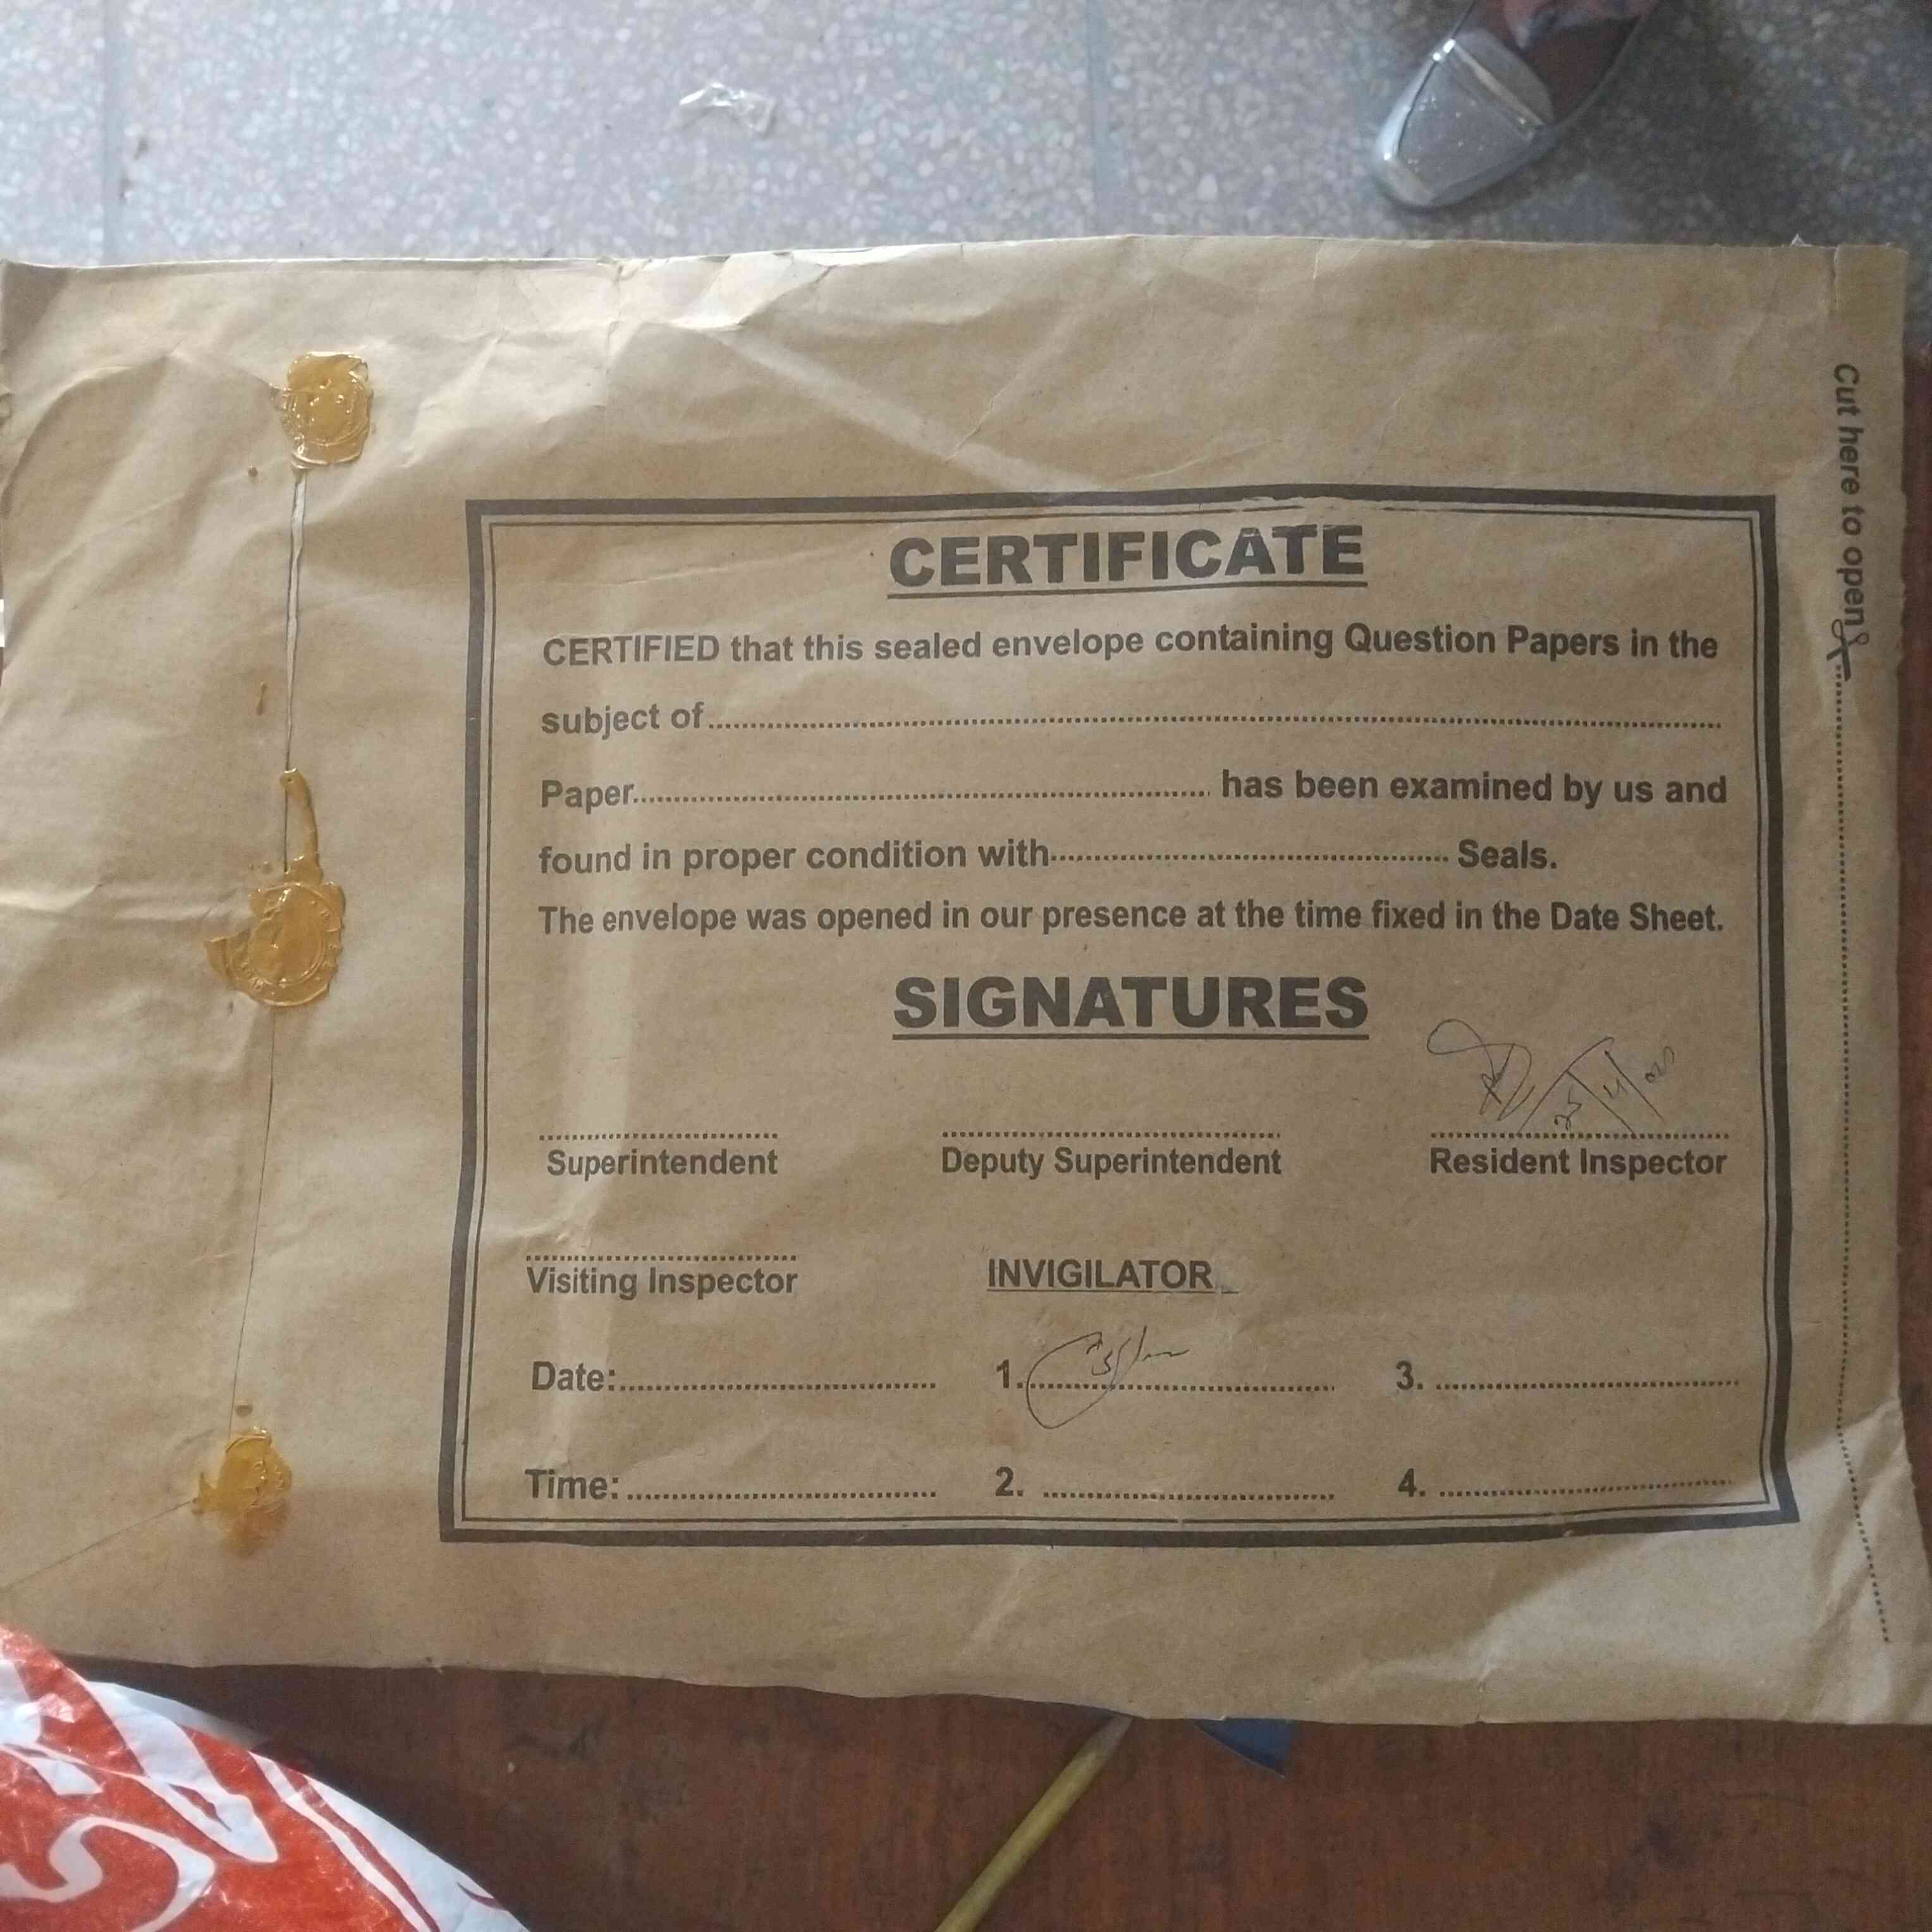 CERTIFICATE
CERTIFIED that this sealed envelope containing Question Papers in the
subject of........................................
Paper........................................ has been examined by us and
found in proper condition with........................................ Seals.
The envelope was opened in our presence at the time fixed in the Date Sheet.
SIGNATURES
Superintendent Deputy Superintendent Resident Inspector
Visiting Inspector INVIGILATOR
Date:.............................. 1............................... 3. ..............................
Time:.............................. 2. .............................. 4. ..............................
Cut here to open